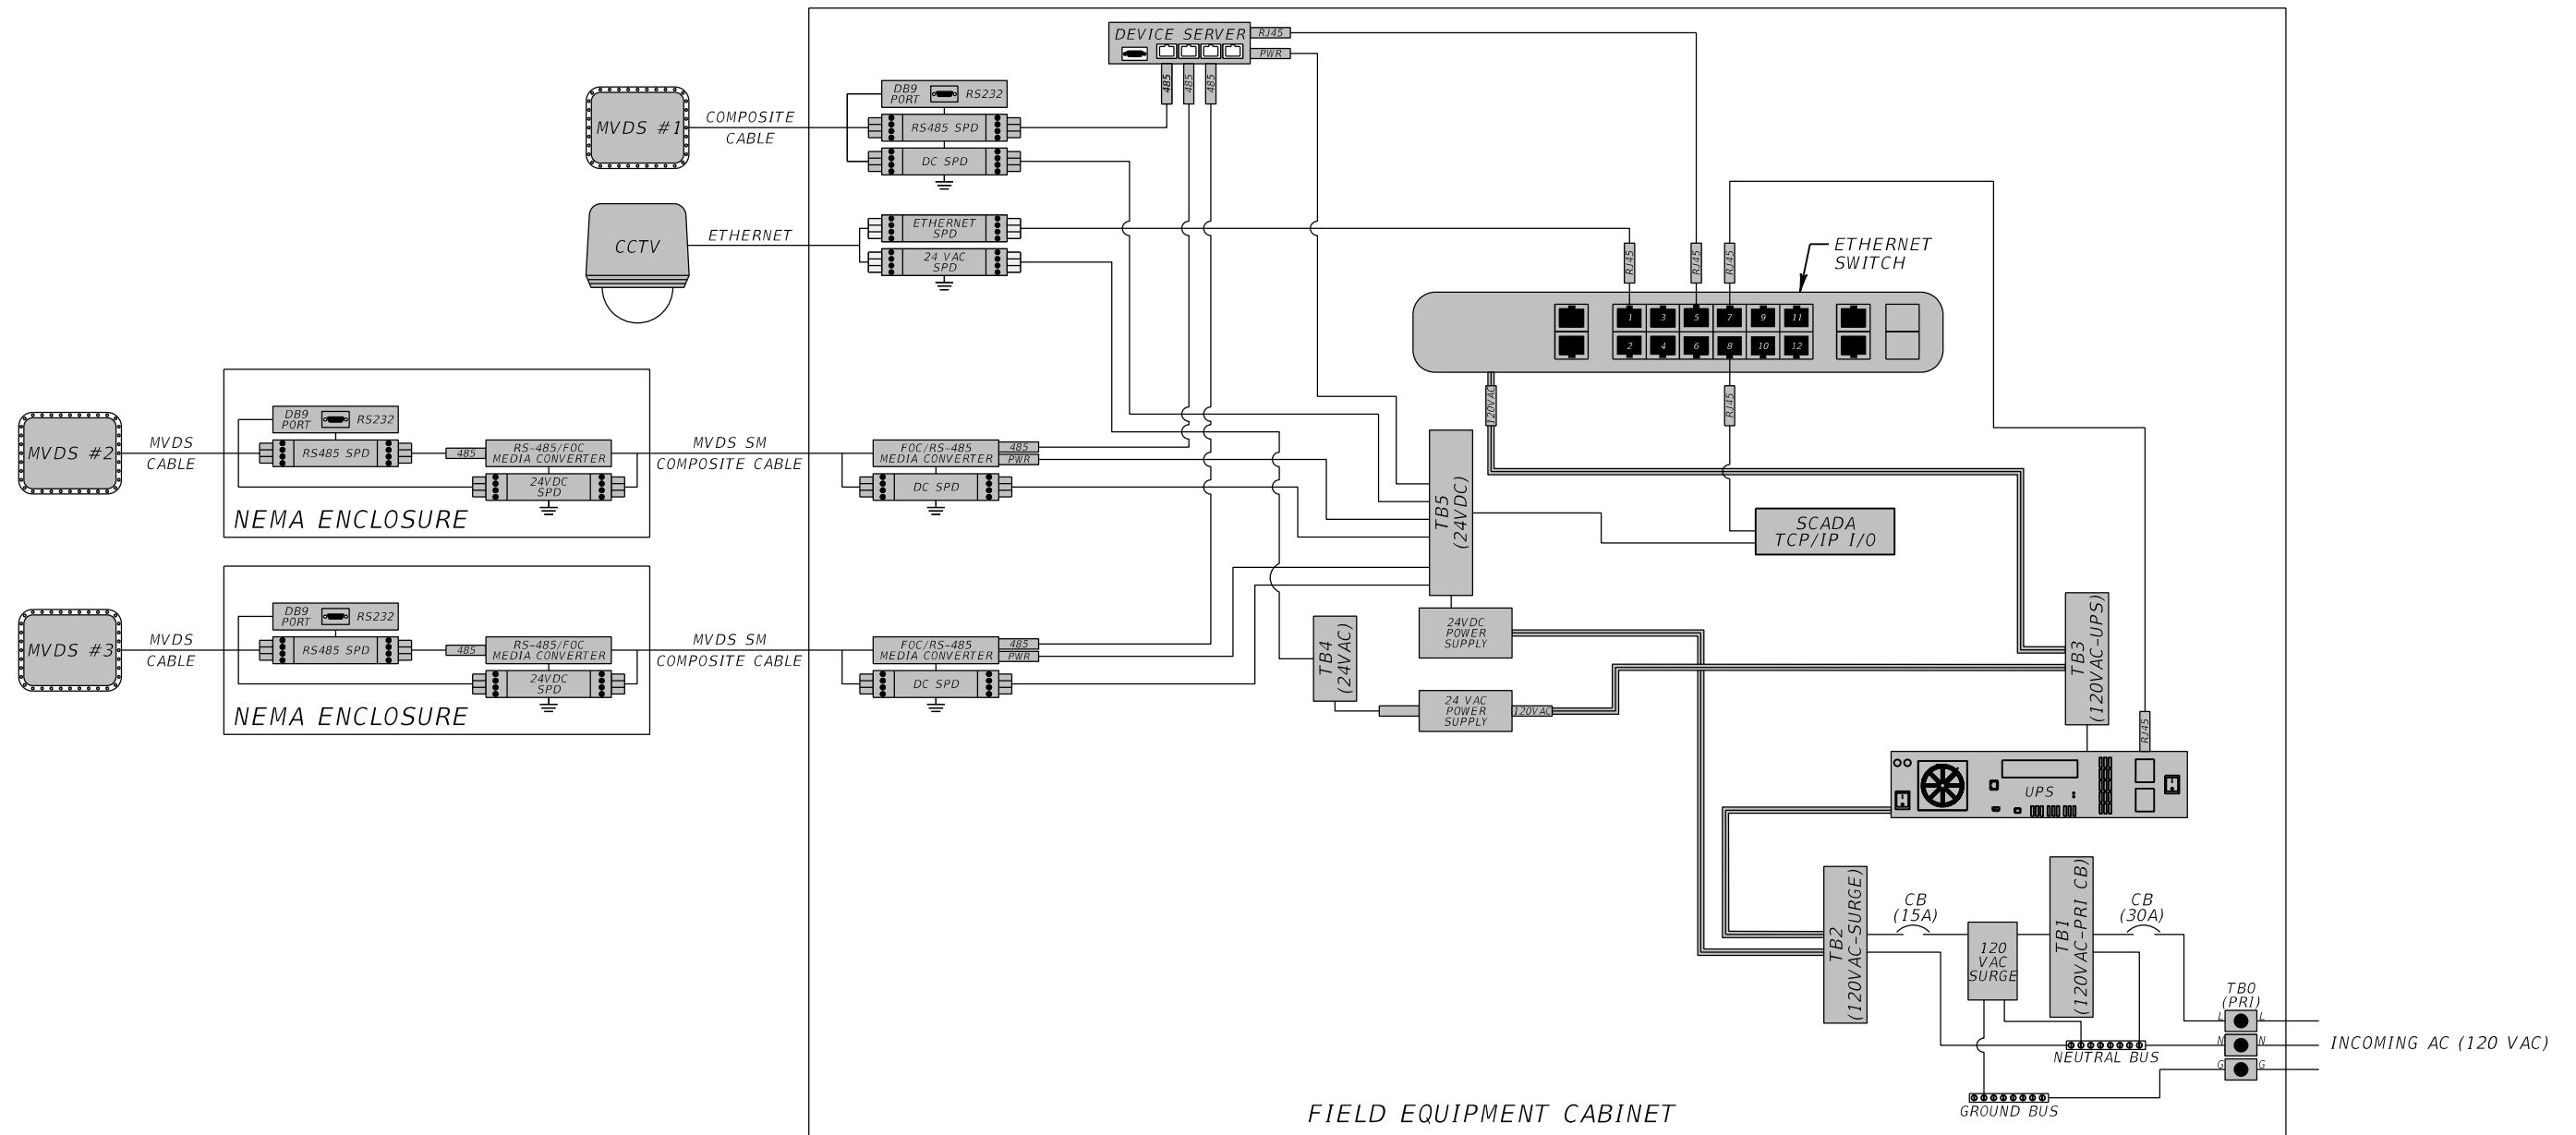 DEVICE SERVER
RJ45
PWR
485
485
485
MVDS #1
COMPOSITE
CABLE
DB9
PORT
RS232
RS485 SPD
DC SPD
CCTV
ETHERNET
ETHERNET
SPD
24 VAC
SPD
RJ45
RJ45
RJ45
ETHERNET
SWITCH
1
3
5
7
9
11
2
4
6
8
10
12
120VAC
RJ45
MVDS #2
MVDS
CABLE
DB9
PORT
RS232
RS485 SPD
485
RS-485/FOC
MEDIA CONVERTER
24VDC
SPD
NEMA ENCLOSURE
MVDS SM
COMPOSITE CABLE
FOC/RS-485
MEDIA CONVERTER
485
PWR
DC SPD
TB5
(24VDC)
SCADA
TCP/IP I/O
MVDS #3
MVDS
CABLE
DB9
PORT
RS232
RS485 SPD
485
RS-485/FOC
MEDIA CONVERTER
24VDC
SPD
NEMA ENCLOSURE
MVDS SM
COMPOSITE CABLE
FOC/RS-485
MEDIA CONVERTER
485
PWR
DC SPD
TB4
(24VAC)
24VDC
POWER
SUPPLY
24 VAC
POWER
SUPPLY
120VAC
TB3
(120VAC-UPS)
RJ45
UPS
TB2
(120VAC-SURGE)
CB
(15A)
120
VAC
SURGE
TB1
(120VAC-PRI CB)
CB
(30A)
TB0
(PRI)
L
L
N
N
G
G
INCOMING AC (120 VAC)
NEUTRAL BUS
GROUND BUS
FIELD EQUIPMENT CABINET